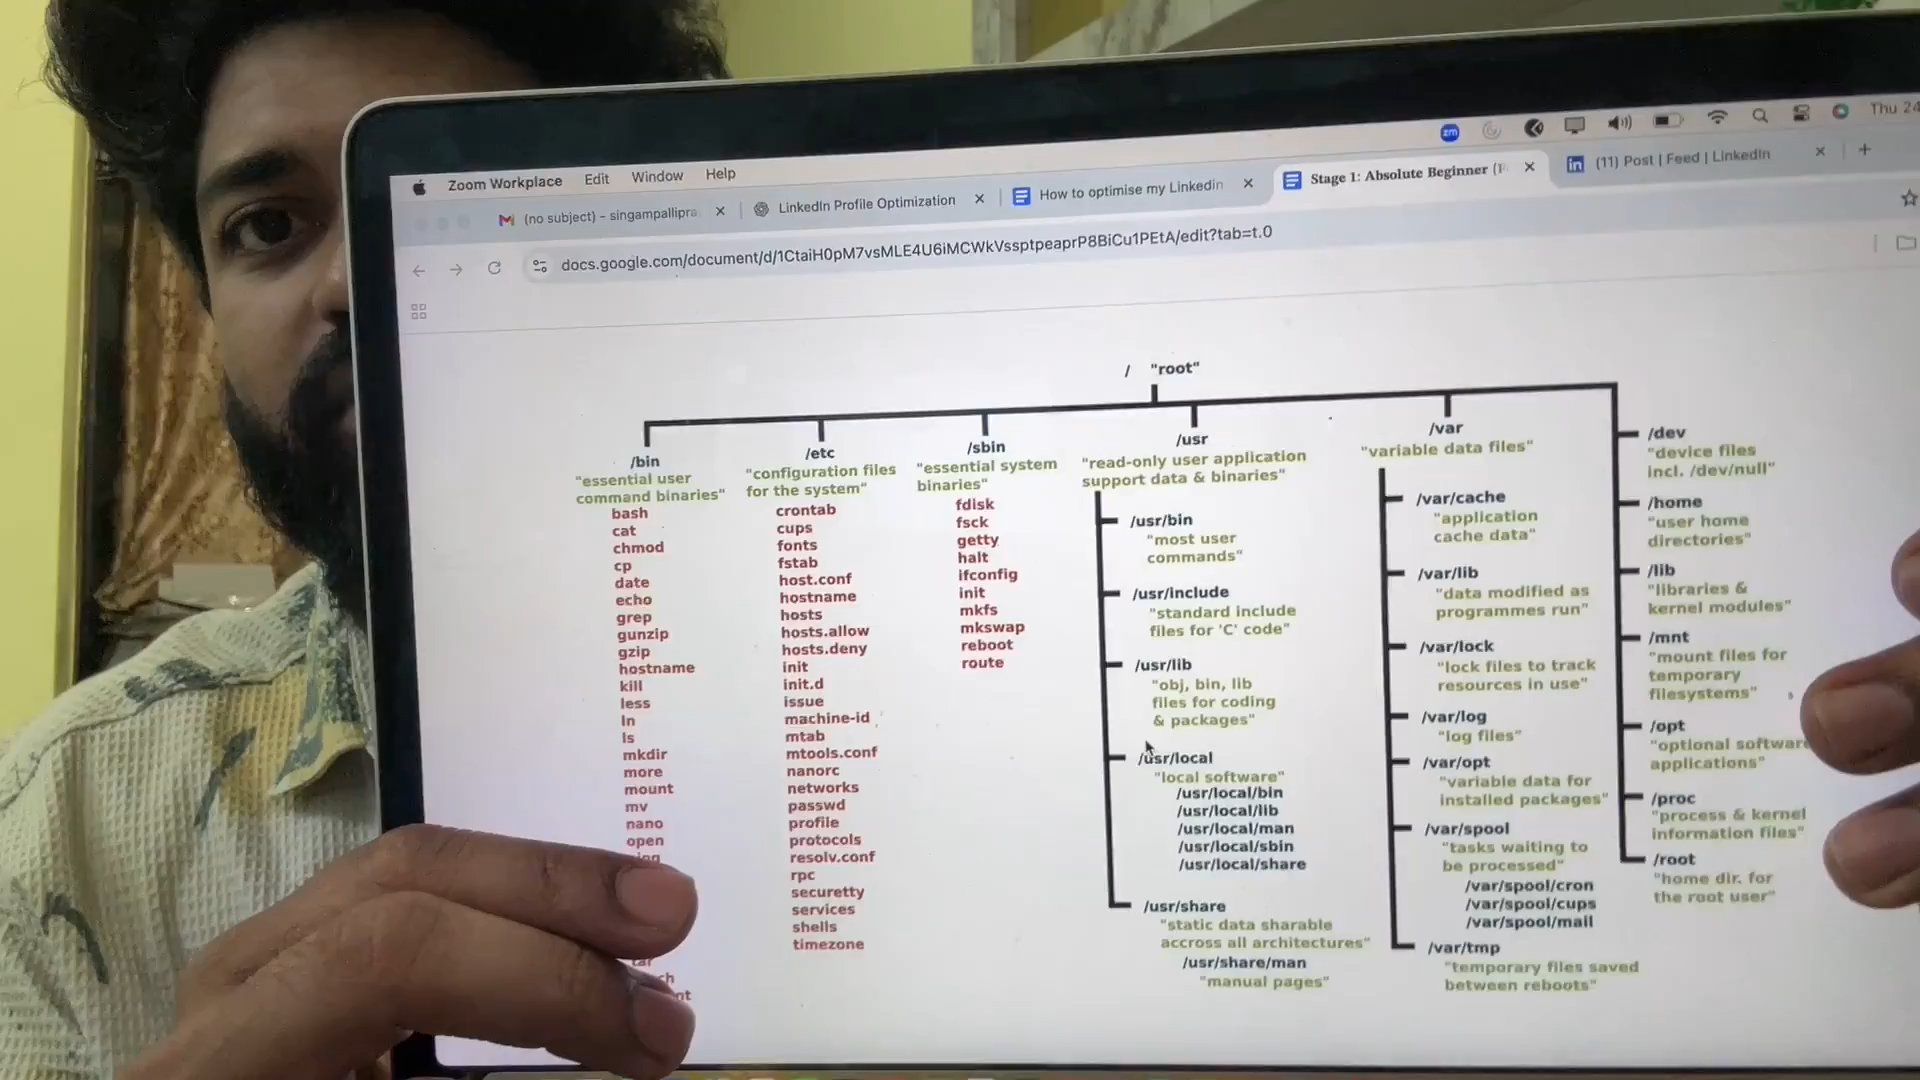 Zoom Workplace Edit Window Help
zm
Thu 24
(no subject) – singampallipra
LinkedIn Profile Optimization
How to optimise my Linkedin
Stage 1: Absolute Beginner
in (11) Post | Feed | LinkedIn
docs.google.com/document/d/1CtaiH0pM7vsMLE4U6iMCWkVssptpeaprP8BiCu1PEtA/edit?tab=t.0
/ "root"
/bin
"essential user
command binaries"
bash
cat
chmod
cp
date
echo
grep
gunzip
gzip
hostname
kill
less
ln
ls
mkdir
more
mount
mv
nano
open
/etc
"configuration files
for the system"
crontab
cups
fonts
fstab
host.conf
hostname
hosts
hosts.allow
hosts.deny
init
init.d
issue
machine-id
mtab
mtools.conf
nanorc
networks
passwd
profile
protocols
resolv.conf
rpc
securetty
services
shells
timezone
/sbin
"essential system
binaries"
fdisk
fsck
getty
halt
ifconfig
init
mkfs
mkswap
reboot
route
/usr
"read-only user application
support data & binaries"
/usr/bin
"most user
commands"
/usr/include
"standard include
files for 'C' code"
/usr/lib
"obj, bin, lib
files for coding
& packages"
/usr/local
"local software"
/usr/local/bin
/usr/local/lib
/usr/local/man
/usr/local/sbin
/usr/local/share
/usr/share
"static data sharable
accross all architectures"
/usr/share/man
"manual pages"
/var
"variable data files"
/var/cache
"application
cache data"
/var/lib
"data modified as
programmes run"
/var/lock
"lock files to track
resources in use"
/var/log
"log files"
/var/opt
"variable data for
installed packages"
/var/spool
"tasks waiting to
be processed"
/var/spool/cron
/var/spool/cups
/var/spool/mail
/var/tmp
"temporary files saved
between reboots"
/dev
"device files
incl. /dev/null"
/home
"user home
directories"
/lib
"libraries &
kernel modules"
/mnt
"mount files for
temporary
filesystems"
/opt
"optional software
applications"
/proc
"process & kernel
information files"
/root
"home dir. for
the root user"